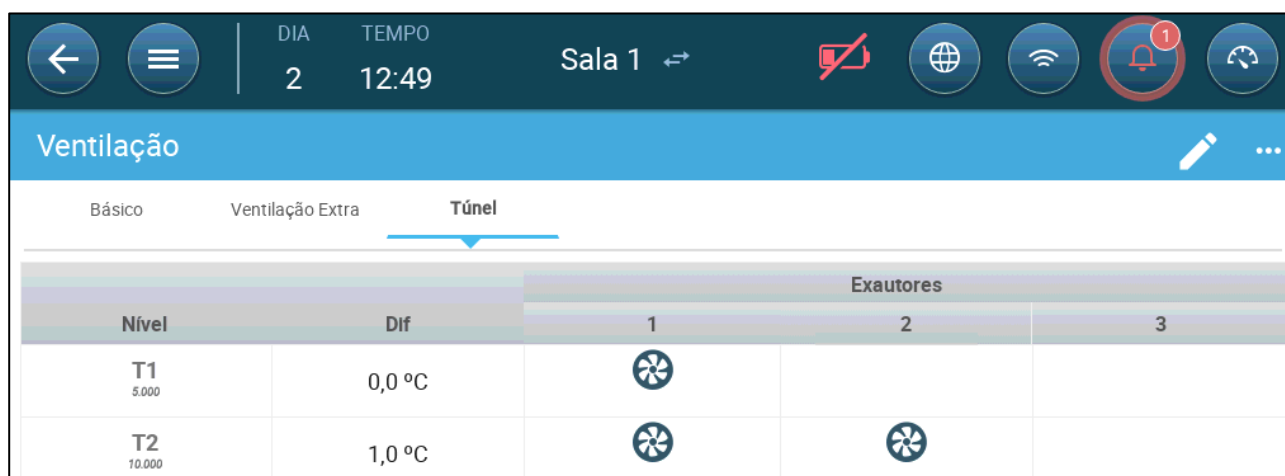 DIA TEMPO
2 12:49 Sala 1 1
Ventilação
Básico Ventilação Extra Túnel
Exautores
Nível Dif 1 2 3
T1 0,0 ºC
5.000
T2 1,0 ºC
10.000